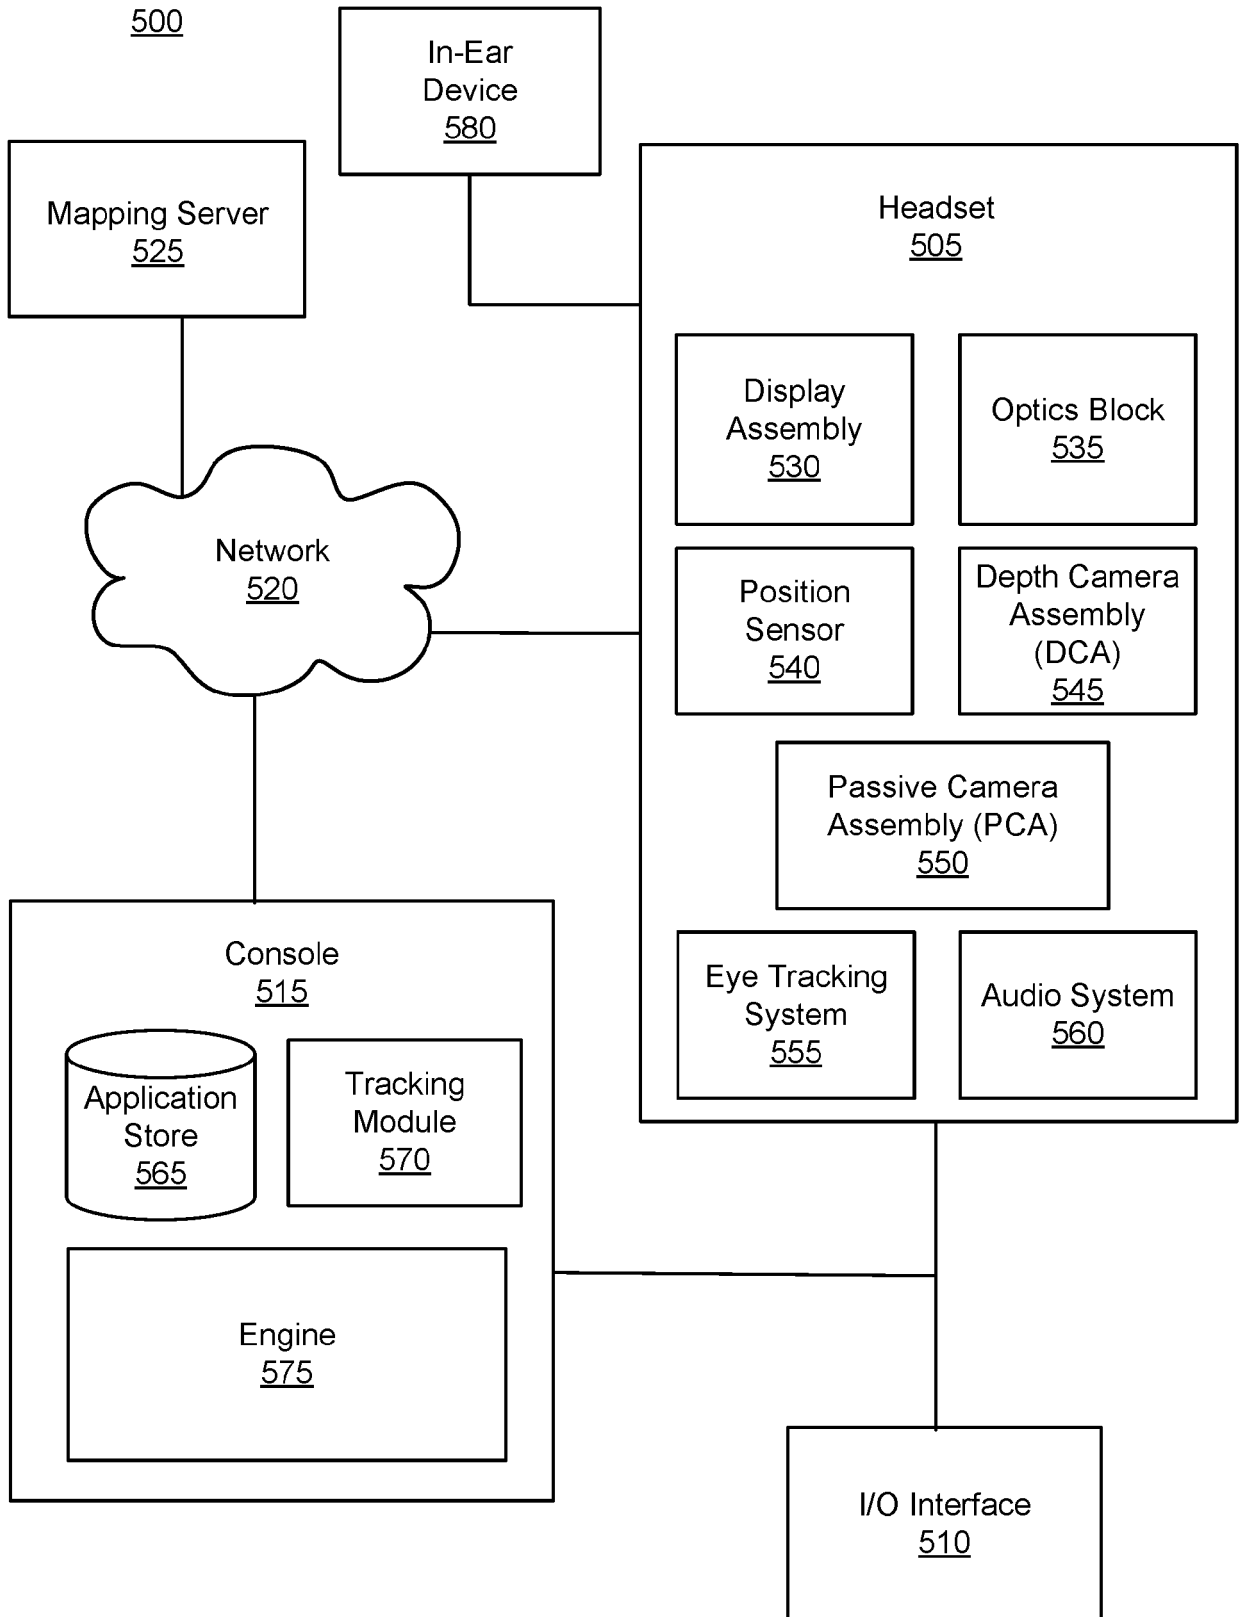 500
In-Ear
Device
580
Mapping Server
525
Headset
505
Display
Assembly
530
Optics Block
535
Network
520
Position
Sensor
540
Depth Camera
Assembly
(DCA)
545
Passive Camera
Assembly (PCA)
550
Console
515
Eye Tracking
System
555
Audio System
560
Application
Store
565
Tracking
Module
570
Engine
575
I/O Interface
510